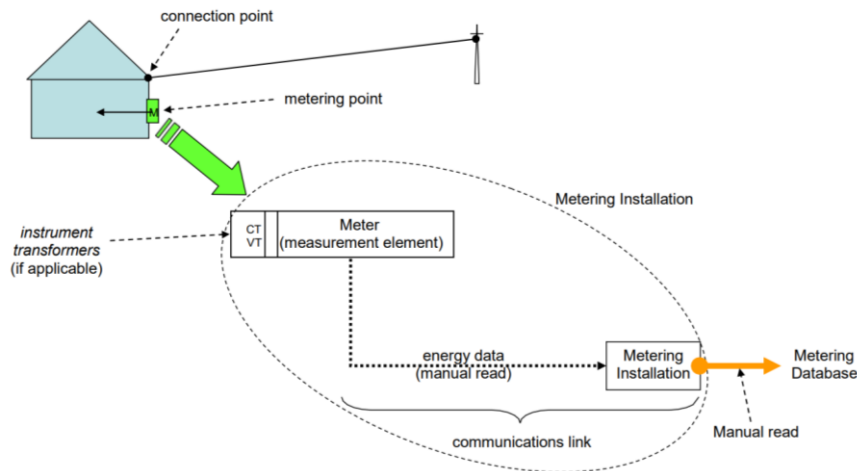 connection point
M
metering point
Metering Installation
instrument
transformers
(if applicable)
CT
VT
Meter
(measurement element)
energy data
(manual read)
Metering
Installation
Metering
Database
communications link
Manual read